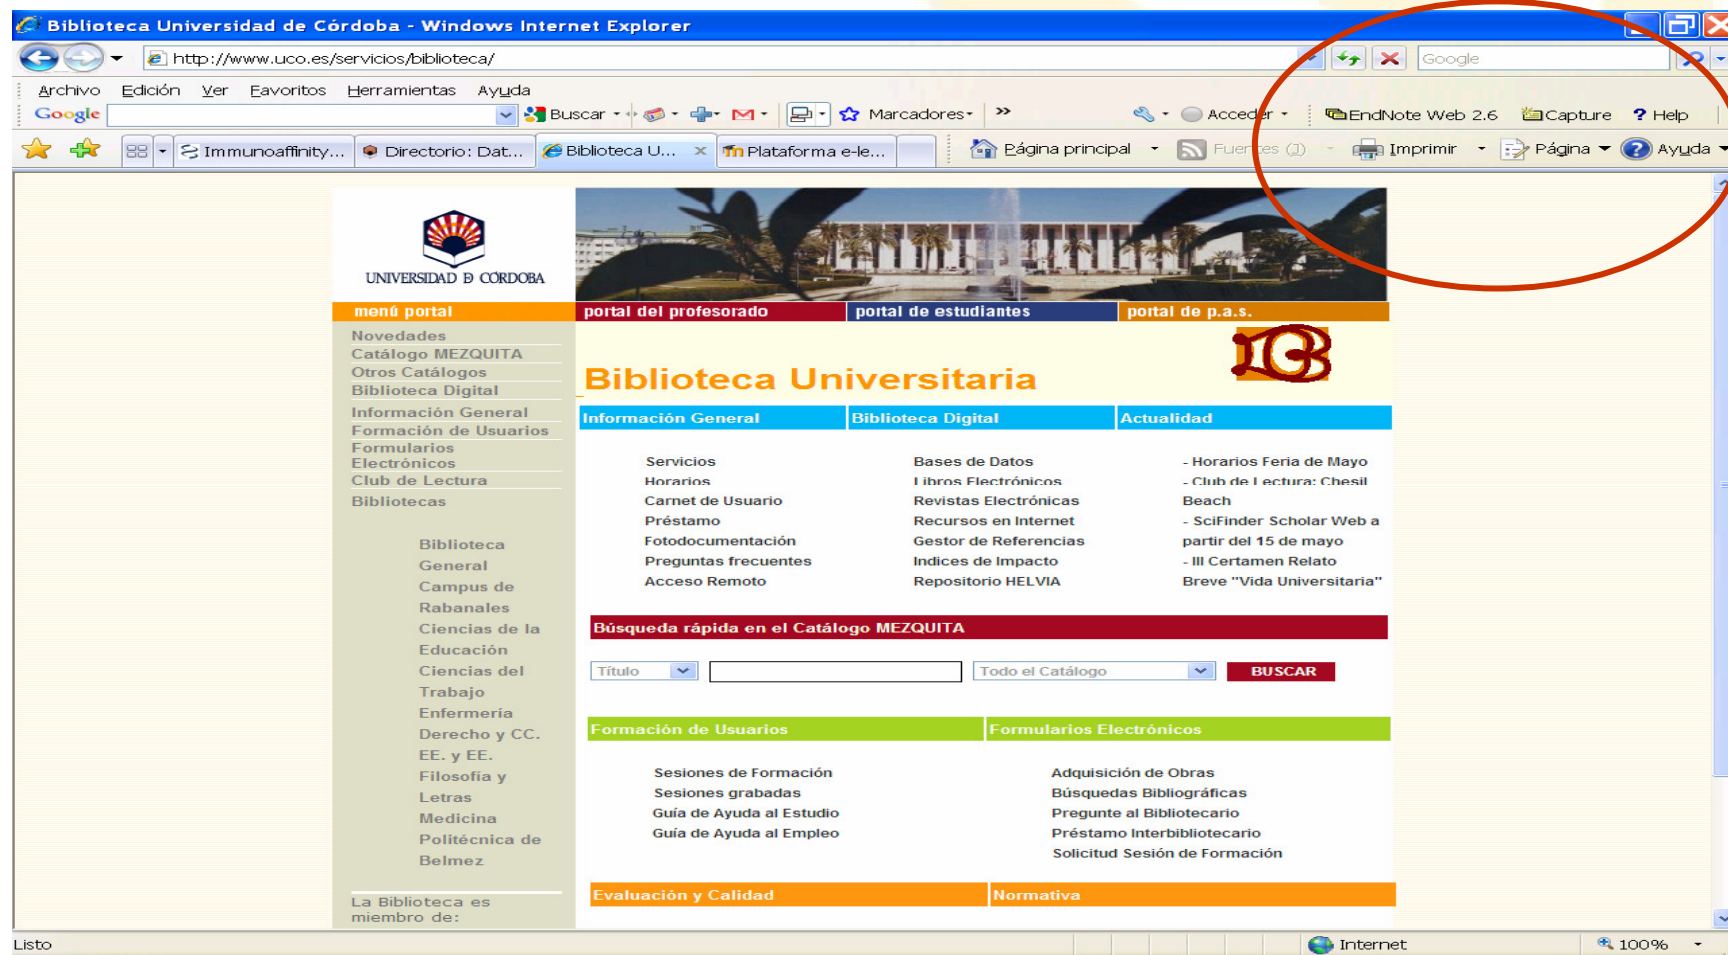 Biblioteca Universidad de Córdoba - Windows Internet Explorer
http://www.uco.es/servicios/biblioteca/
Google
Archivo Edición Ver Favoritos Herramientas Ayuda
Google Buscar Marcadores Acceder EndNote Web 2.6 Capture ? Help
Immunoaffinity... Directorio: Dat... Biblioteca U... Plataforma e-le... Página principal Fuentes (J) Imprimir Página Ayuda
UNIVERSIDAD D CORDOBA
menú portal portal del profesorado portal de estudiantes portal de p.a.s.
Novedades
Catálogo MEZQUITA
Otros Catálogos
Biblioteca Digital
Información General
Formación de Usuarios
Formularios
Electrónicos
Club de Lectura
Bibliotecas
Biblioteca
General
Campus de
Rabanales
Ciencias de la
Educación
Ciencias del
Trabajo
Enfermería
Derecho y CC.
EE. y EE.
Filosofía y
Letras
Medicina
Politécnica de
Belmez
La Biblioteca es
miembro de:
Biblioteca Universitaria
Información General Biblioteca Digital Actualidad
Servicios
Horarios
Carnet de Usuario
Préstamo
Fotodocumentación
Preguntas frecuentes
Acceso Remoto
Bases de Datos
Libros Electrónicos
Revistas Electrónicas
Recursos en Internet
Gestor de Referencias
Indices de Impacto
Repositorio HELVIA
- Horarios Feria de Mayo
- Club de Lectura: Chesil
Beach
- SciFinder Scholar Web a
partir del 15 de mayo
- III Certamen Relato
Breve "Vida Universitaria"
Búsqueda rápida en el Catálogo MEZQUITA
Título Todo el Catálogo BUSCAR
Formación de Usuarios Formularios Electrónicos
Sesiones de Formación
Sesiones grabadas
Guía de Ayuda al Estudio
Guía de Ayuda al Empleo
Adquisición de Obras
Búsquedas Bibliográficas
Pregunte al Bibliotecario
Préstamo Interbibliotecario
Solicitud Sesión de Formación
Evaluación y Calidad Normativa
Listo Internet 100%